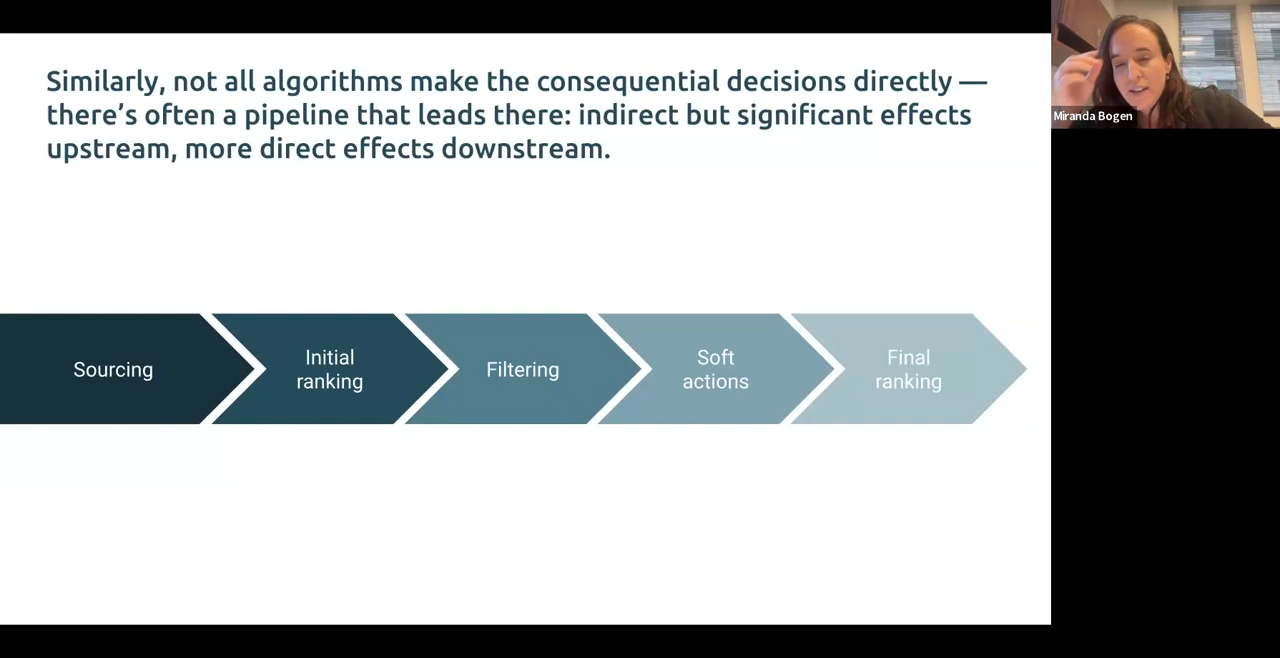 Similarly, not all algorithms make the consequential decisions directly —
there’s often a pipeline that leads there: indirect but significant effects
upstream, more direct effects downstream.
Sourcing
Initial
ranking
Filtering
Soft
actions
Final
ranking
Miranda Bogen